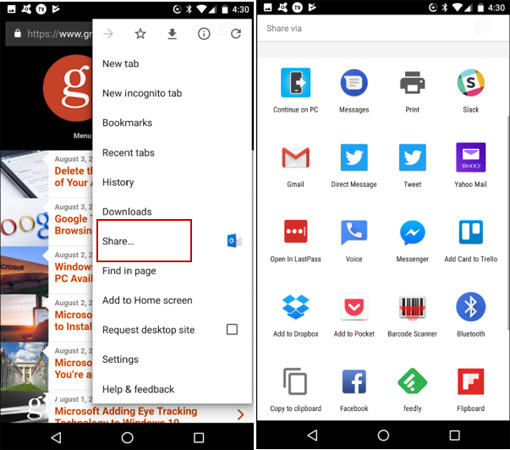 4:30
https://www.gr
New tab
New incognito tab
Bookmarks
Recent tabs
History
Downloads
Share...
Find in page
Add to Home screen
Request desktop site
Settings
Help & feedback
g
Menu
August 3, 2
Delete th
of Your A
August 3, 2
Google T
Browsin
August 2, 2
Windows
PC Avail
August 2, 2
Microso
to Instal
August 2, 2
Microso
You're a
August 1, 2
Microsoft Adding Eye Tracking
Technology to Windows 10
4:30
Share via
Continue on PC
Messages
Print
Slack
Gmail
Direct Message
Tweet
Yahoo Mail
Open In LastPass
Voice
Messenger
Add Card to Trello
Add to Dropbox
Add to Pocket
Barcode Scanner
Bluetooth
Copy to clipboard
Facebook
feedly
Flipboard